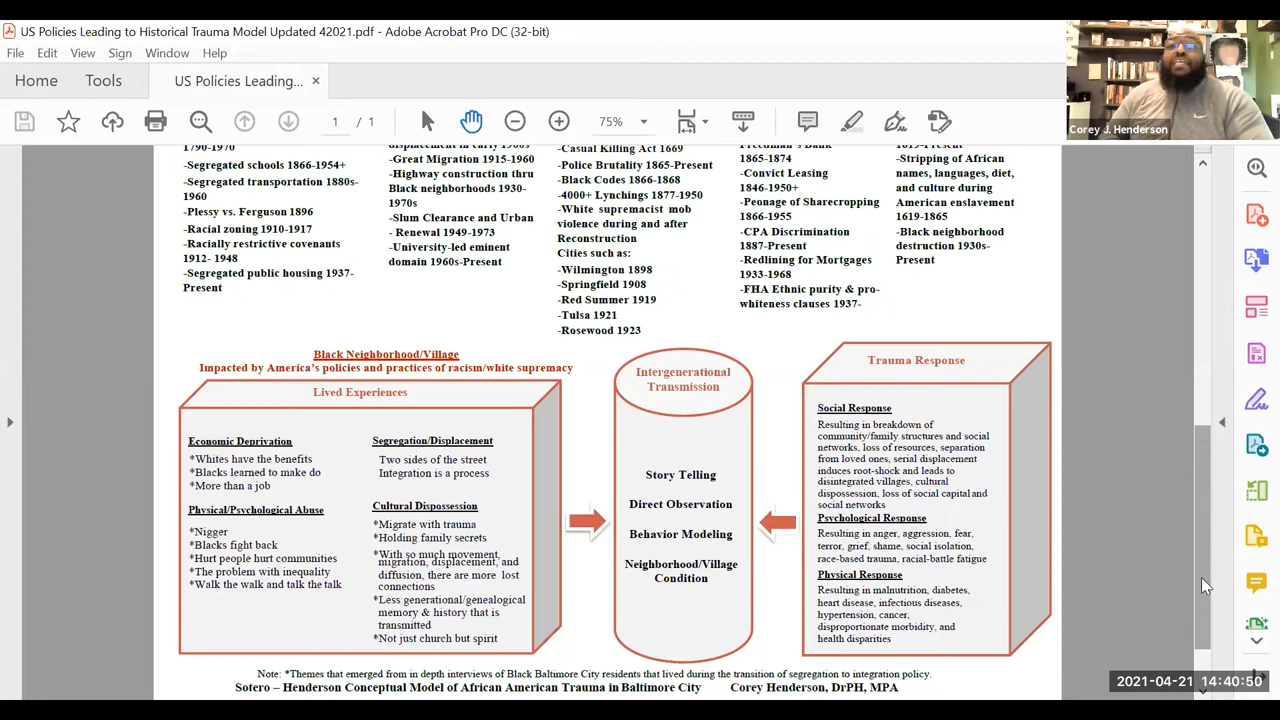 US Policies Leading to Historical Trauma Model Updated 42021.pdf - Adobe Acrobat Pro DC (32-bit)
File Edit View Sign Window Help
Home Tools US Policies Leading... ×
1 / 1 75%
Corey J. Henderson
1790-1970
-Segregated schools 1866-1954+
-Segregated transportation 1880s-
1960
-Plessy vs. Ferguson 1896
-Racial zoning 1910-1917
-Racially restrictive covenants
1912- 1948
-Segregated public housing 1937-
Present
displacement in early 1900s
-Great Migration 1915-1960
-Highway construction thru
Black neighborhoods 1930-
1970s
-Slum Clearance and Urban
- Renewal 1949-1973
-University-led eminent
domain 1960s-Present
-Casual Killing Act 1669
-Police Brutality 1865-Present
-Black Codes 1866-1868
-4000+ Lynchings 1877-1950
-White supremacist mob
violence during and after
Reconstruction
Cities such as:
-Wilmington 1898
-Springfield 1908
-Red Summer 1919
-Tulsa 1921
-Rosewood 1923
Freedman's Bank
1865-1874
-Convict Leasing
1846-1950+
-Peonage of Sharecropping
1866-1955
-CPA Discrimination
1887-Present
-Redlining for Mortgages
1933-1968
-FHA Ethnic purity & pro-
whiteness clauses 1937-
1619-Present
-Stripping of African
names, languages, diet,
and culture during
American enslavement
1619-1865
-Black neighborhood
destruction 1930s-
Present
Black Neighborhood/Village
Impacted by America's policies and practices of racism/white supremacy
Lived Experiences
Economic Deprivation
*Whites have the benefits
*Blacks learned to make do
*More than a job
Physical/Psychological Abuse
*Nigger
*Blacks fight back
*Hurt people hurt communities
*The problem with inequality
*Walk the walk and talk the talk
Segregation/Displacement
Two sides of the street
Integration is a process
Cultural Dispossession
*Migrate with trauma
*Holding family secrets
*With so much movement,
migration, displacement, and
diffusion, there are more lost
connections
*Less generational/genealogical
memory & history that is
transmitted
*Not just church but spirit
Intergenerational
Transmission
Story Telling
Direct Observation
Behavior Modeling
Neighborhood/Village
Condition
Trauma Response
Social Response
Resulting in breakdown of
community/family structures and social
networks, loss of resources, separation
from loved ones, serial displacement
induces root-shock and leads to
disintegrated villages, cultural
dispossession, loss of social capital and
social networks
Psychological Response
Resulting in anger, aggression, fear,
terror, grief, shame, social isolation,
race-based trauma, racial-battle fatigue
Physical Response
Resulting in malnutrition, diabetes,
heart disease, infectious diseases,
hypertension, cancer,
disproportionate morbidity, and
health disparities
Note: *Themes that emerged from in depth interviews of Black Baltimore City residents that lived during the transition of segregation to integration policy.
Sotero – Henderson Conceptual Model of African American Trauma in Baltimore City Corey Henderson, DrPH, MPA
2021-04-21 14:40:50